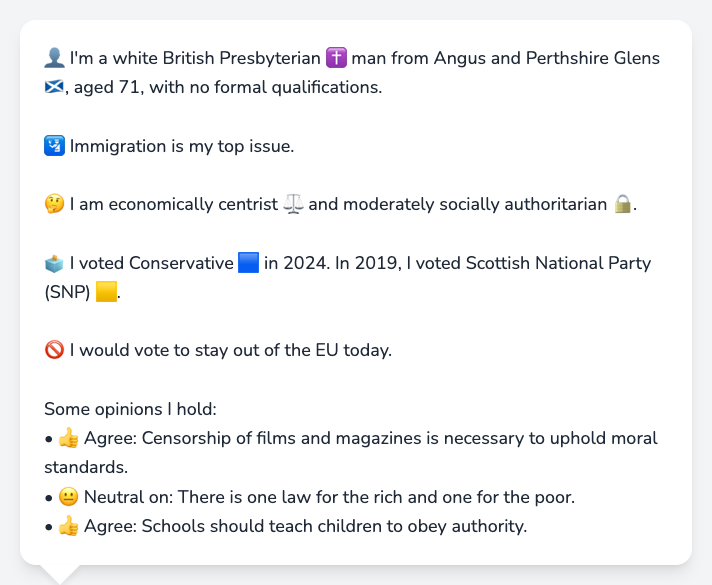 👤 I'm a white British Presbyterian ✝️ man from Angus and Perthshire Glens
🏴󠁧󠁢󠁳󠁣󠁴󠁿, aged 71, with no formal qualifications.
🛂 Immigration is my top issue.
🤔 I am economically centrist ⚖️ and moderately socially authoritarian 🔒.
🗳️ I voted Conservative 🟦 in 2024. In 2019, I voted Scottish National Party
(SNP) 🟨.
🚫 I would vote to stay out of the EU today.
Some opinions I hold:
• 👍 Agree: Censorship of films and magazines is necessary to uphold moral
standards.
• 😐 Neutral on: There is one law for the rich and one for the poor.
• 👍 Agree: Schools should teach children to obey authority.